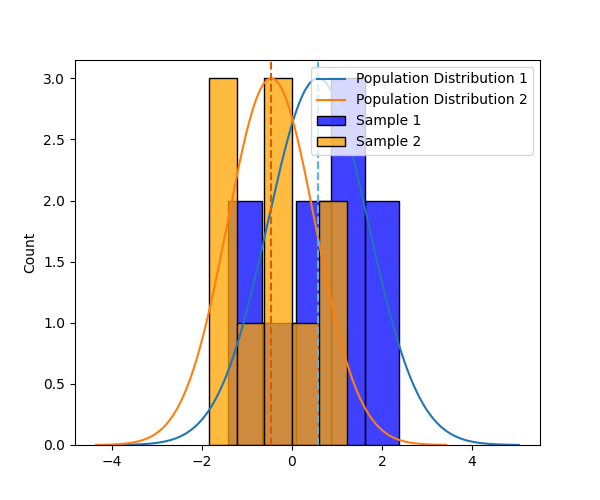 Population Distribution 1
Population Distribution 2
Sample 1
Sample 2
Count
3.0
2.5
2.0
1.5
1.0
0.5
0.0
−4
−2
0
2
4